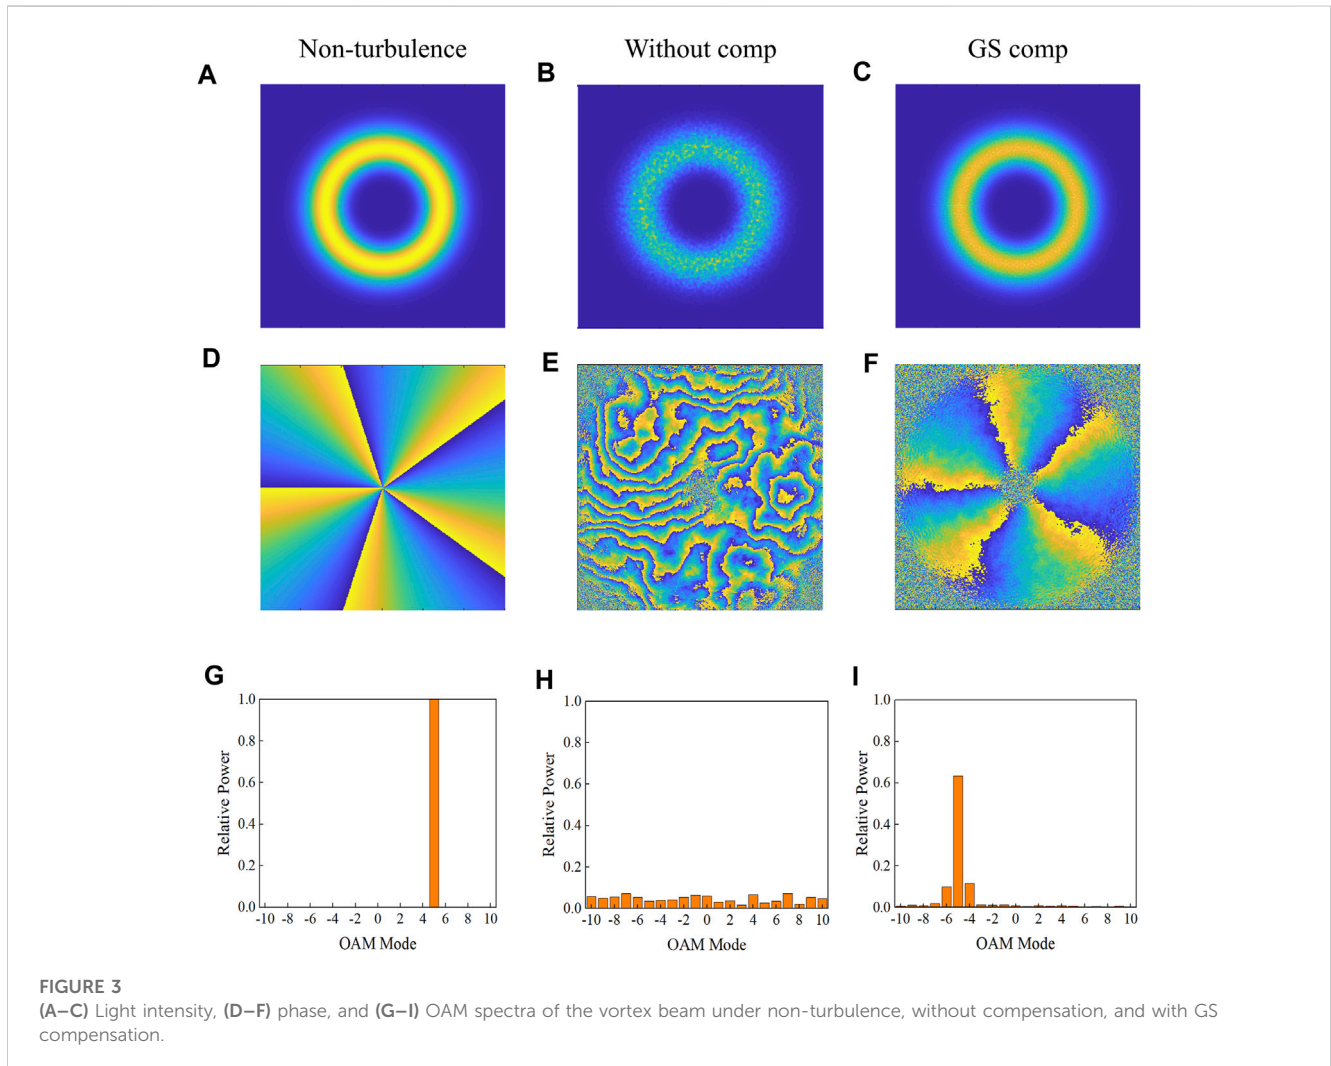 Non-turbulence
Without comp
GS comp
A
B
C
D
E
F
G
H
I
1.0
0.8
0.6
0.4
0.2
0.0
Relative Power
-10 -8 -6 -4 -2 0 2 4 6 8 10
OAM Mode
1.0
0.8
0.6
0.4
0.2
0.0
Relative Power
-10 -8 -6 -4 -2 0 2 4 6 8 10
OAM Mode
1.0
0.8
0.6
0.4
0.2
0.0
Relative Power
-10 -8 -6 -4 -2 0 2 4 6 8 10
OAM Mode
FIGURE 3
(A–C) Light intensity, (D–F) phase, and (G–I) OAM spectra of the vortex beam under non-turbulence, without compensation, and with GS
compensation.